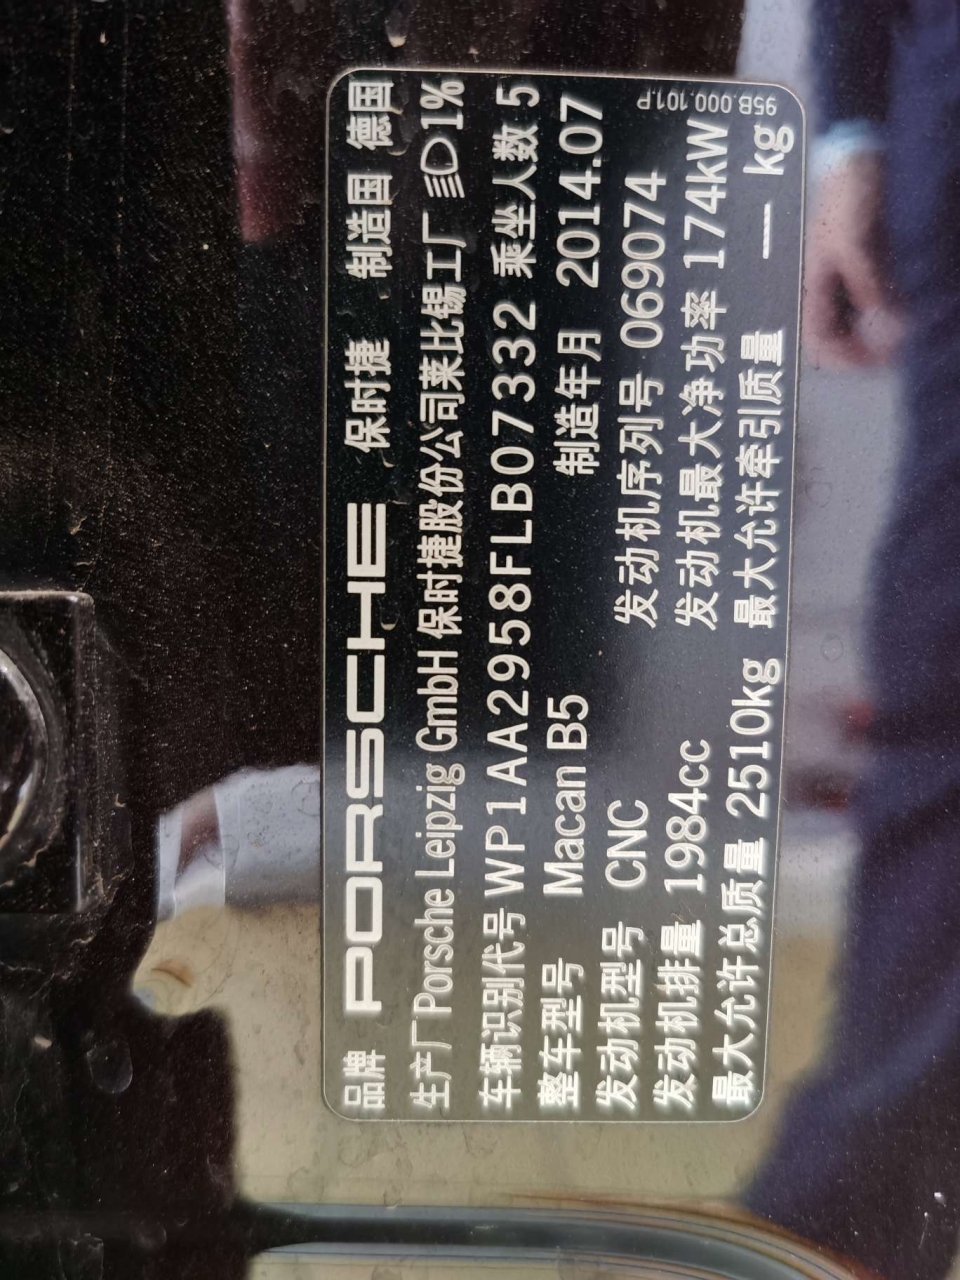 品牌 PORSCHE 保时捷 制造国 德国
生产厂 Porsche Leipzig GmbH 保时捷股份公司莱比锡工厂 1%
车辆识别代号 WP1AA2958FLB07332 乘坐人数 5
整车型号 Macan B5 制造年月 2014.07
发动机型号 CNC 发动机序列号 069074
发动机排量 1984cc 发动机最大净功率 174kW
最大允许总质量 2510kg 最大允许牵引质量 — kg
95B.000.101.P